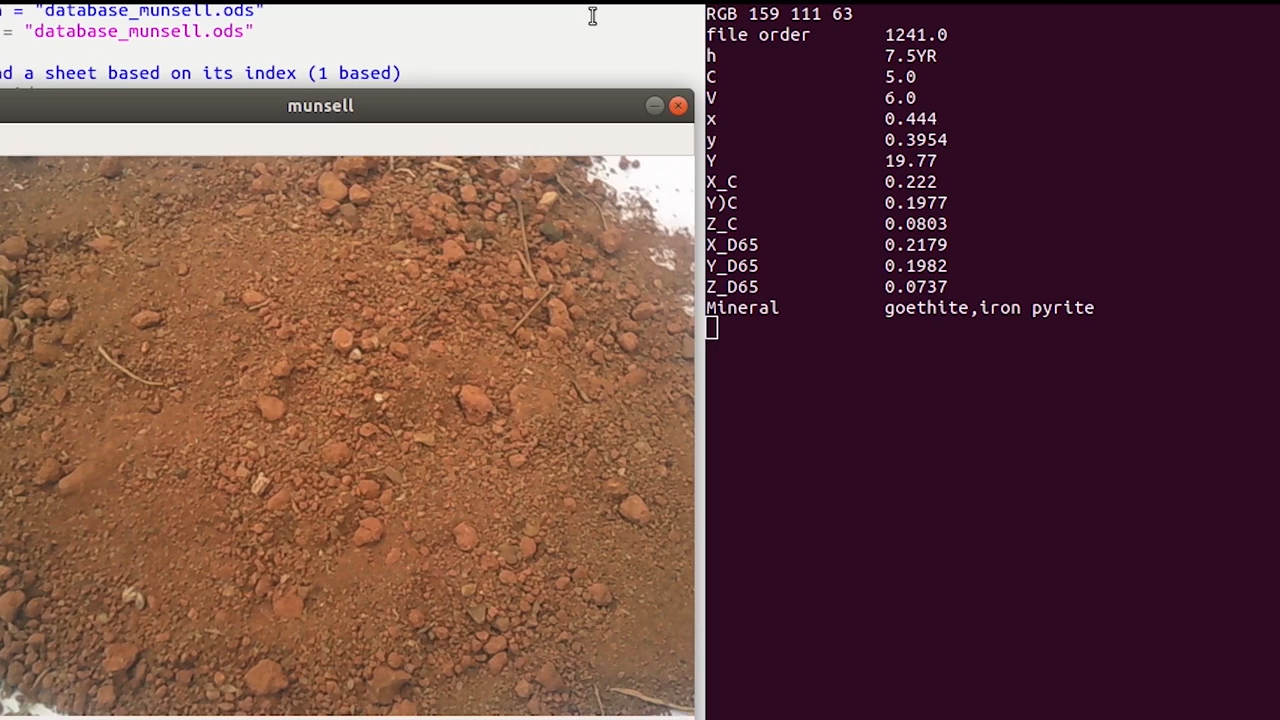 = "database_munsell.ods"
= "database_munsell.ods"
d a sheet based on its index (1 based)
munsell
RGB 159 111 63
file order 1241.0
h 7.5YR
C 5.0
V 6.0
x 0.444
y 0.3954
Y 19.77
X_C 0.222
Y)C 0.1977
Z_C 0.0803
X_D65 0.2179
Y_D65 0.1982
Z_D65 0.0737
Mineral goethite,iron pyrite